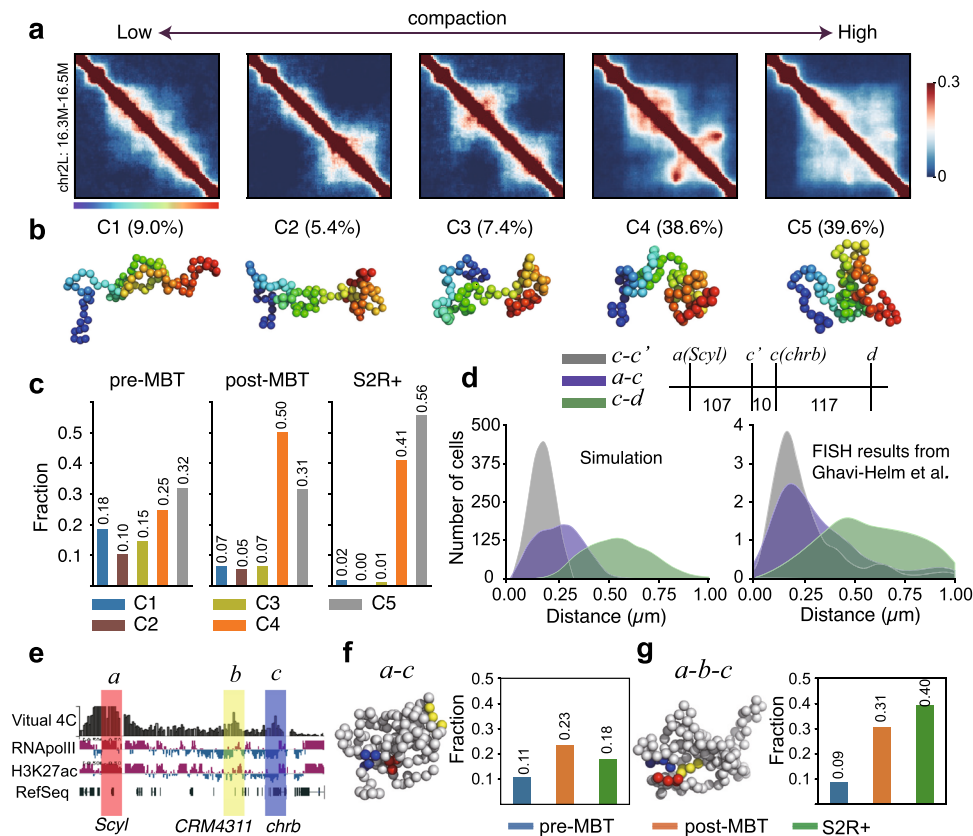 compaction
a
Low
High
chr2L: 16.3M-16.5M
0.3
0
C1 (9.0%)
C2 (5.4%)
C3 (7.4%)
C4 (38.6%)
C5 (39.6%)
b
c
pre-MBT
post-MBT
S2R+
Fraction
0.5
0.4
0.3
0.2
0.1
0.18
0.10
0.15
0.25
0.32
0.07
0.05
0.07
0.50
0.31
0.02
0.00
0.01
0.41
0.56
C1
C3
C5
C2
C4
d
c-c’
a-c
c-d
a(Scyl)
c’
c(chrb)
d
107
10
117
Number of cells
500
375
250
125
0
Simulation
0.00
0.25
0.50
0.75
1.00
Distance (µm)
4
3
2
1
0
FISH results from
Ghavi-Helm et al.
0.00
0.25
0.50
0.75
1.00
Distance (µm)
e
a
b
c
Vitual 4C
RNApolII
H3K27ac
RefSeq
Scyl
CRM4311
chrb
f
a-c
Fraction
0.5
0.4
0.3
0.2
0.1
0.11
0.23
0.18
g
a-b-c
Fraction
0.5
0.4
0.3
0.2
0.1
0.09
0.31
0.40
pre-MBT
post-MBT
S2R+